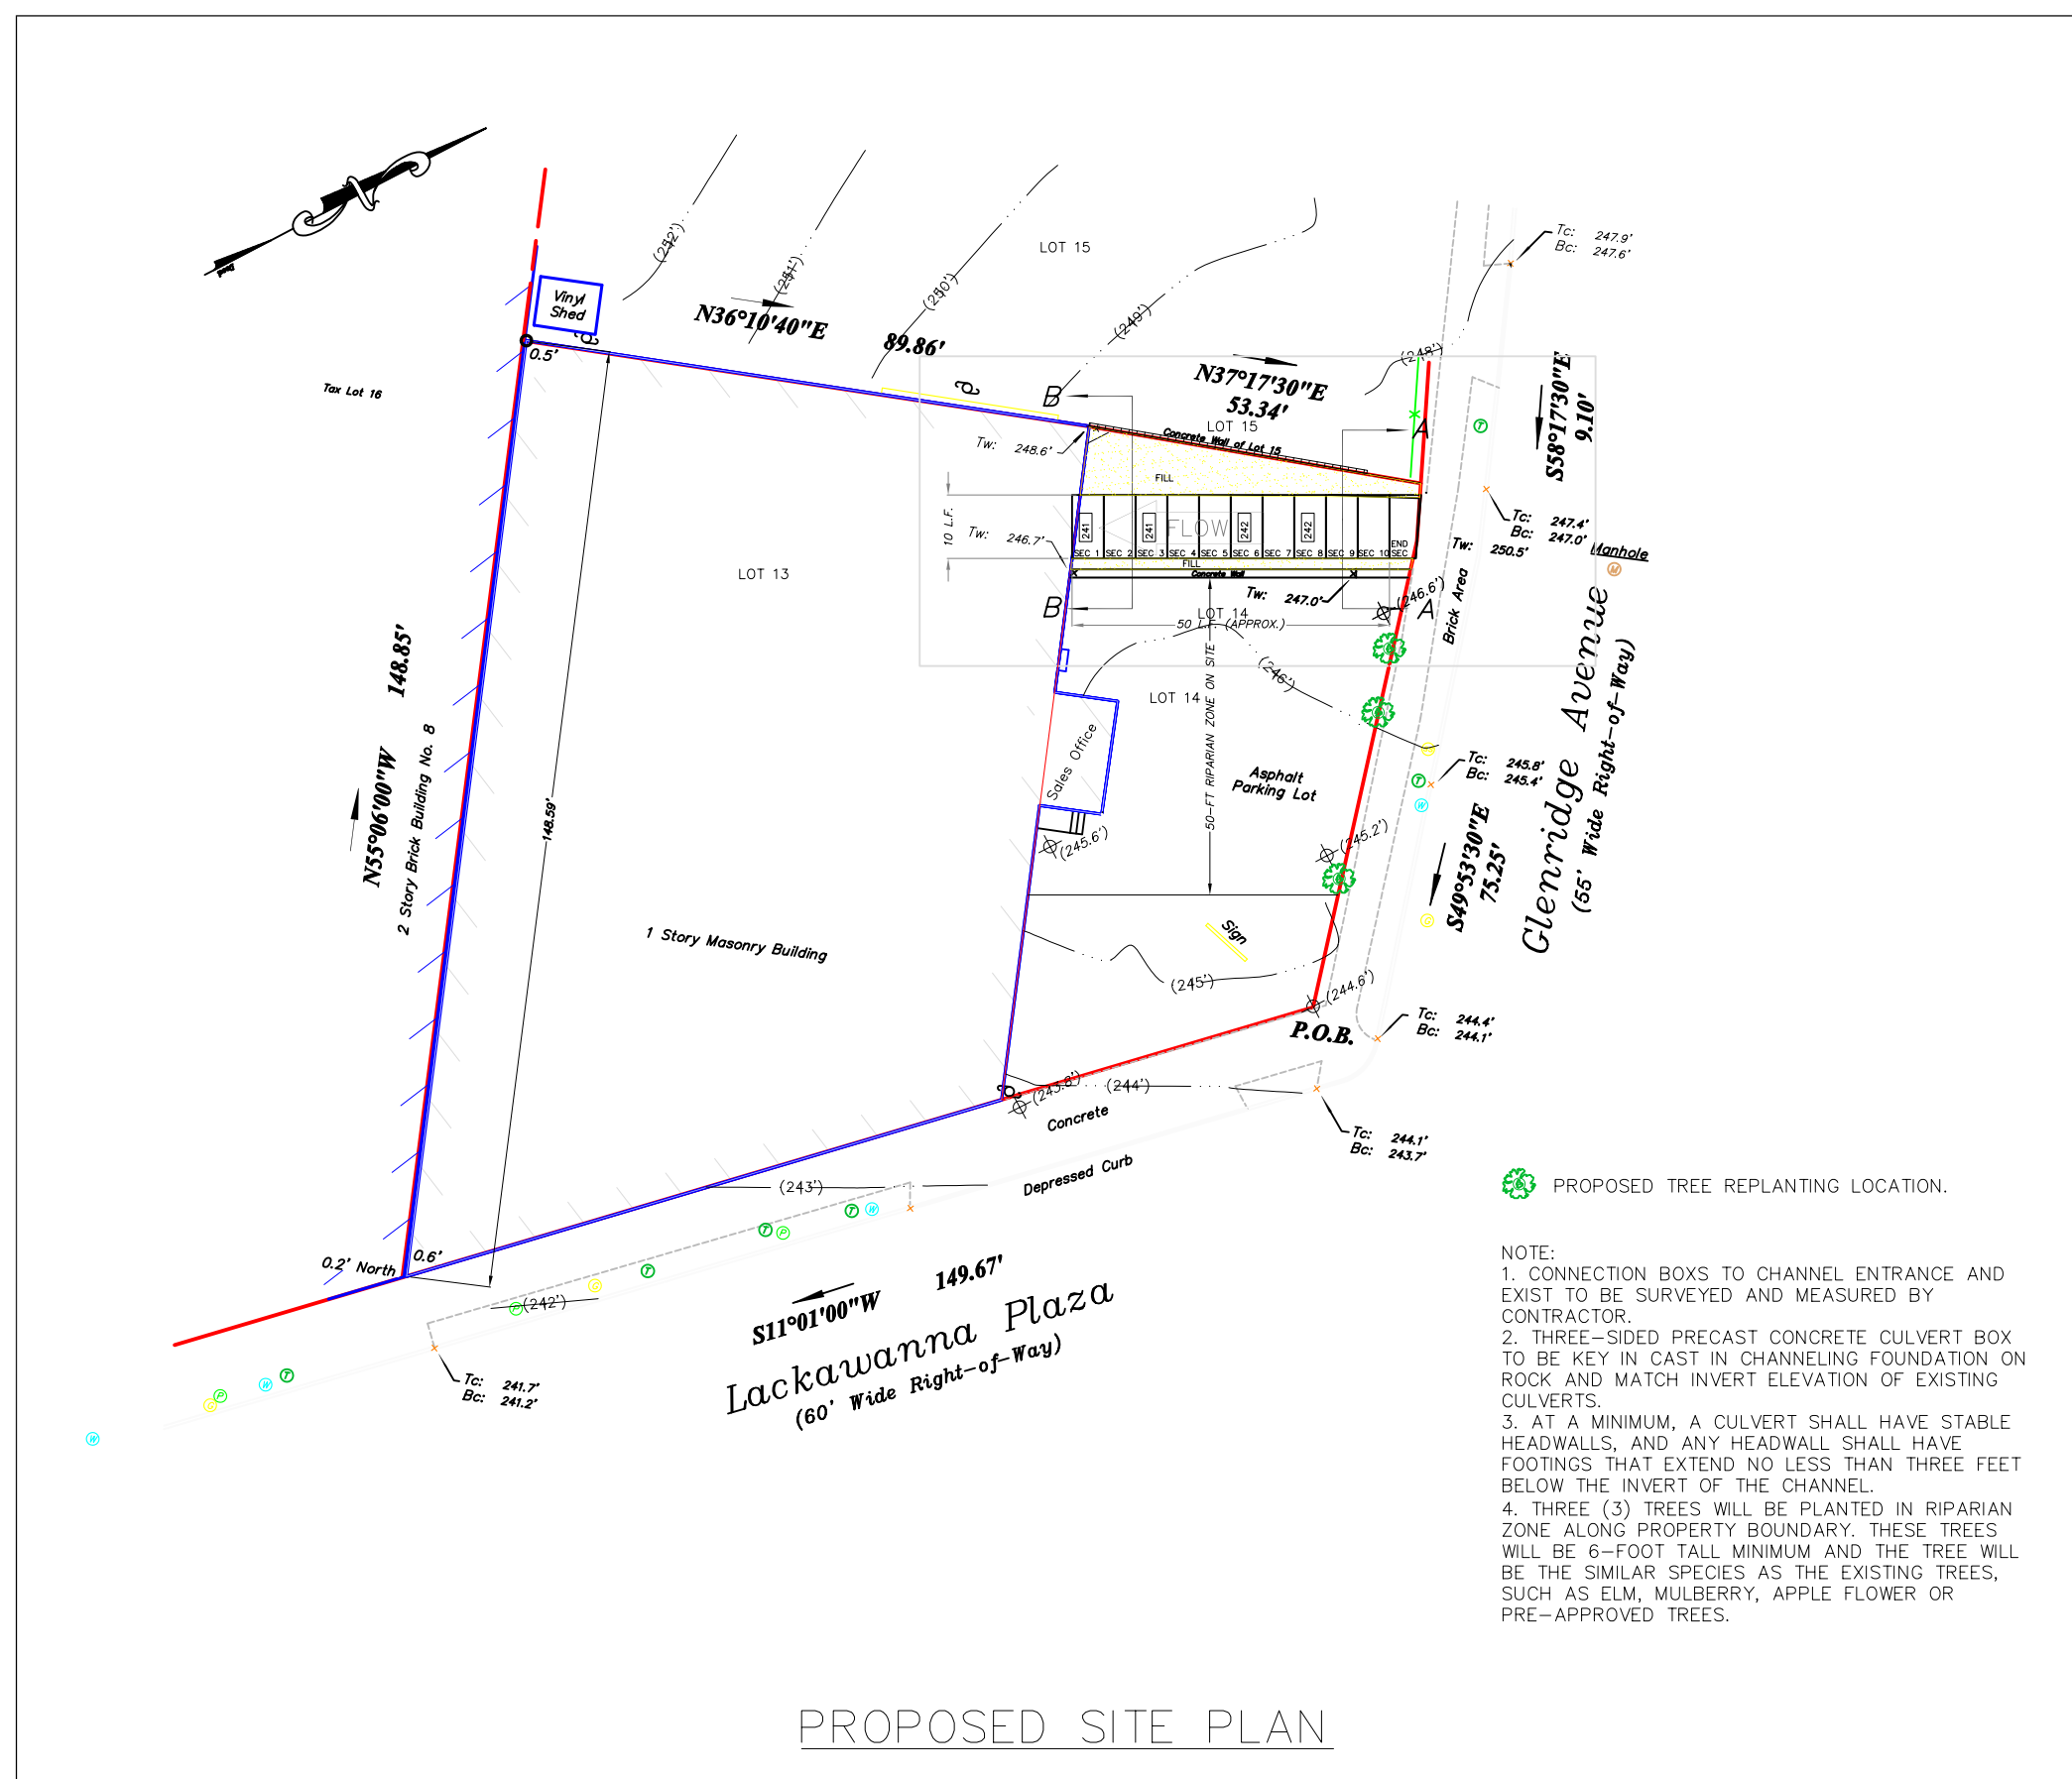 Vinyl
Shed
(252')
(251')
(250')
(249')
(248')
LOT 15
N36°10'40"E
89.86'
N37°17'30"E
53.34'
LOT 15
Concrete Wall of Lot 15
S58°17'30"E
9.10'
Tc: 247.9'
Bc: 247.6'
Tax Lot 16
0.5'
B
A
Tw: 248.6'
FILL
10 L.F.
Tw: 246.7'
241
241
242
242
FLOW
SEC 1
SEC 2
SEC 3
SEC 4
SEC 5
SEC 6
SEC 7
SEC 8
SEC 9
SEC 10
END
SEC
FILL
Concrete Wall
Tc: 247.4'
Bc: 247.0'
Tw: 250.5'
Manhole
M
LOT 13
B
Tw: 247.0'
LOT 14
50 L.F. (APPROX.)
A
(246.6')
Brick Area
50-FT RIPARIAN ZONE ON SITE
(246')
LOT 14
Sales Office
Asphalt
Parking Lot
Tc: 245.8'
Bc: 245.4'
(245.6')
(245.2')
Glenridge Avenue
(55' Wide Right-of-Way)
S49°53'30"E
75.25'
N55°06'00"W
148.85'
2 Story Brick Building No. 8
148.59'
1 Story Masonry Building
Sign
(245')
(244.6')
P.O.B.
Tc: 244.4'
Bc: 244.1'
(243.8')
(244')
Concrete
Depressed Curb
Tc: 244.1'
Bc: 243.7'
(243')
0.2' North
0.6'
(242')
S11°01'00"W
149.67'
Lackawanna Plaza
(60' Wide Right-of-Way)
Tc: 241.7'
Bc: 241.2'
PROPOSED TREE REPLANTING LOCATION.
NOTE:
1. CONNECTION BOXS TO CHANNEL ENTRANCE AND
EXIST TO BE SURVEYED AND MEASURED BY
CONTRACTOR.
2. THREE-SIDED PRECAST CONCRETE CULVERT BOX
TO BE KEY IN CAST IN CHANNELING FOUNDATION ON
ROCK AND MATCH INVERT ELEVATION OF EXISTING
CULVERTS.
3. AT A MINIMUM, A CULVERT SHALL HAVE STABLE
HEADWALLS, AND ANY HEADWALL SHALL HAVE
FOOTINGS THAT EXTEND NO LESS THAN THREE FEET
BELOW THE INVERT OF THE CHANNEL.
4. THREE (3) TREES WILL BE PLANTED IN RIPARIAN
ZONE ALONG PROPERTY BOUNDARY. THESE TREES
WILL BE 6-FOOT TALL MINIMUM AND THE TREE WILL
BE THE SIMILAR SPECIES AS THE EXISTING TREES,
SUCH AS ELM, MULBERRY, APPLE FLOWER OR
PRE-APPROVED TREES.
PROPOSED SITE PLAN